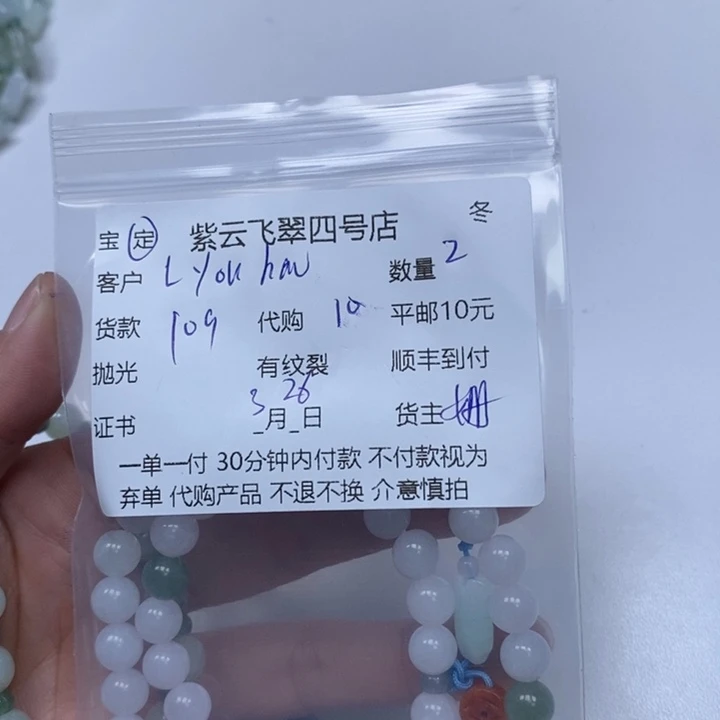 宝 定 紫云飞翠四号店 冬
客户 L you han 数量 2
货款 109 代购 10 平邮10元
抛光 有纹裂 顺丰到付
证书 3月26日 货主
一单一付 30分钟内付款 不付款视为
弃单 代购产品 不退不换 介意慎拍